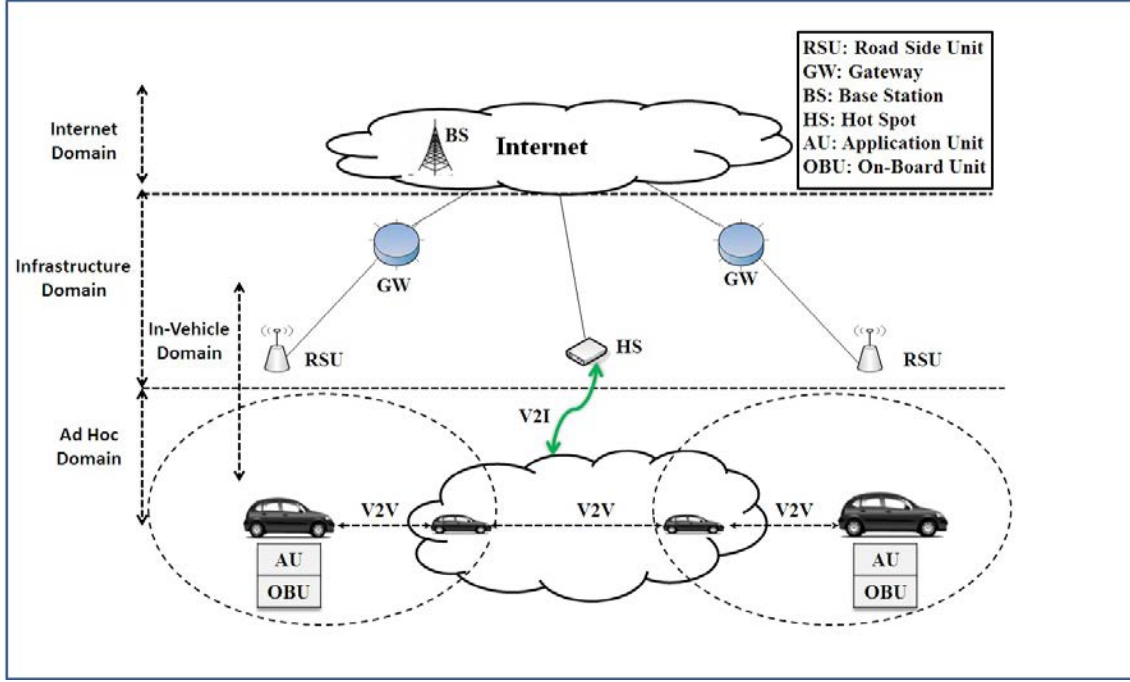 RSU: Road Side Unit
GW: Gateway
BS: Base Station
HS: Hot Spot
AU: Application Unit
OBU: On-Board Unit
Internet
Domain
BS
Internet
Infrastructure
Domain
GW
GW
In-Vehicle
Domain
RSU
HS
RSU
V2I
Ad Hoc
Domain
V2V
V2V
V2V
AU
OBU
AU
OBU